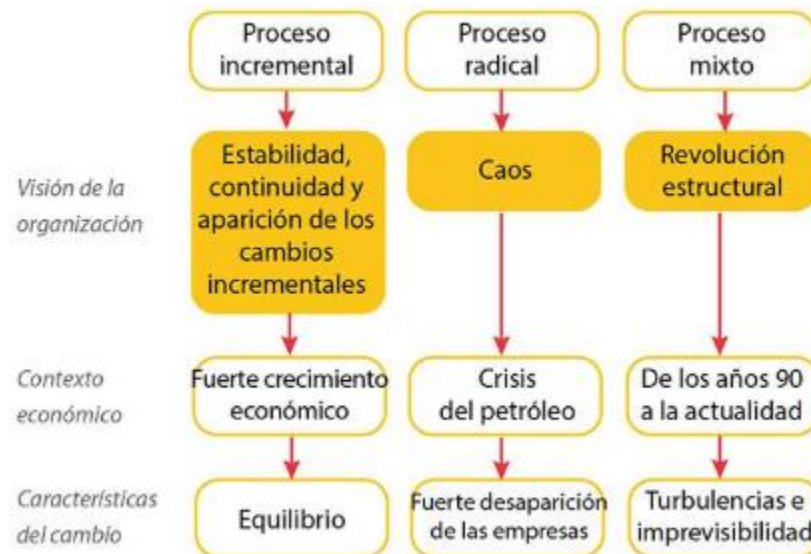 Proceso
incremental
Proceso
radical
Proceso
mixto
Visión de la
organización
Estabilidad,
continuidad y
aparición de los
cambios
incrementales
Caos
Revolución
estructural
Contexto
económico
Fuerte crecimiento
económico
Crisis
del petróleo
De los años 90
a la actualidad
Características
del cambio
Equilibrio
Fuerte desaparición
de las empresas
Turbulencias e
imprevisibilidad